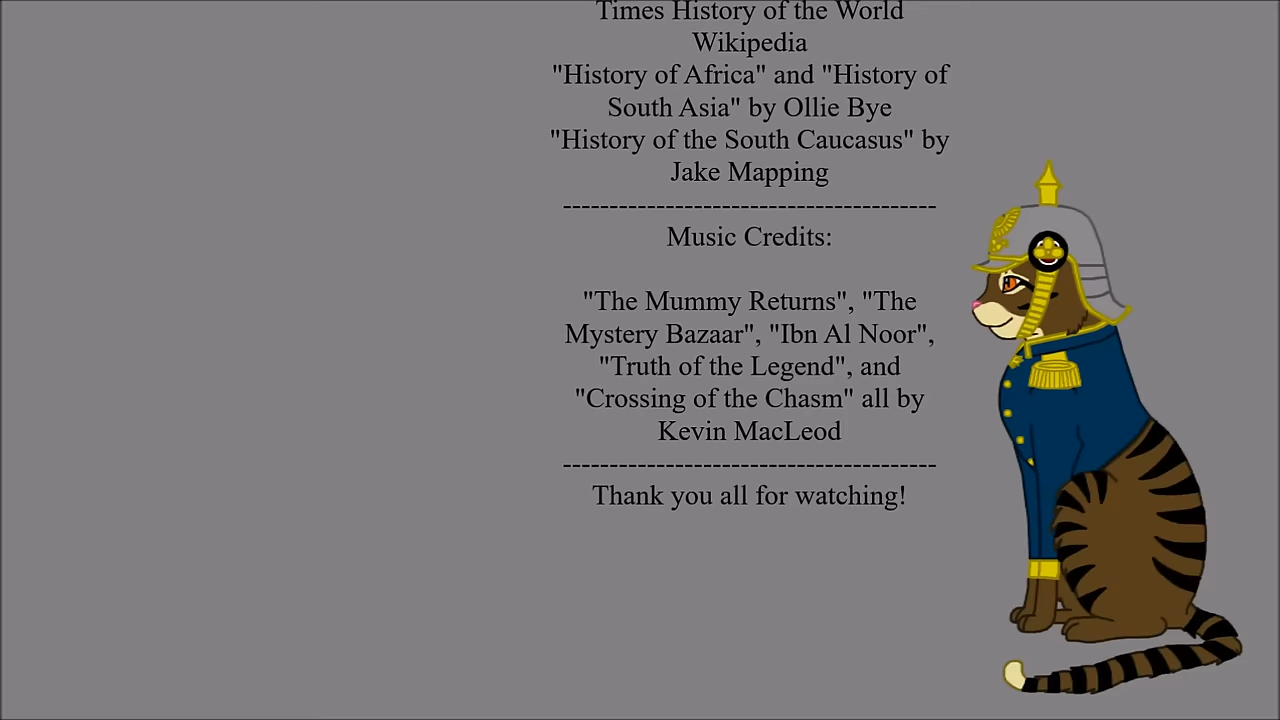 Times History of the World
Wikipedia
"History of Africa" and "History of
South Asia" by Ollie Bye
"History of the South Caucasus" by
Jake Mapping
----------------------------------------
Music Credits:
"The Mummy Returns", "The
Mystery Bazaar", "Ibn Al Noor",
"Truth of the Legend", and
"Crossing of the Chasm" all by
Kevin MacLeod
----------------------------------------
Thank you all for watching!